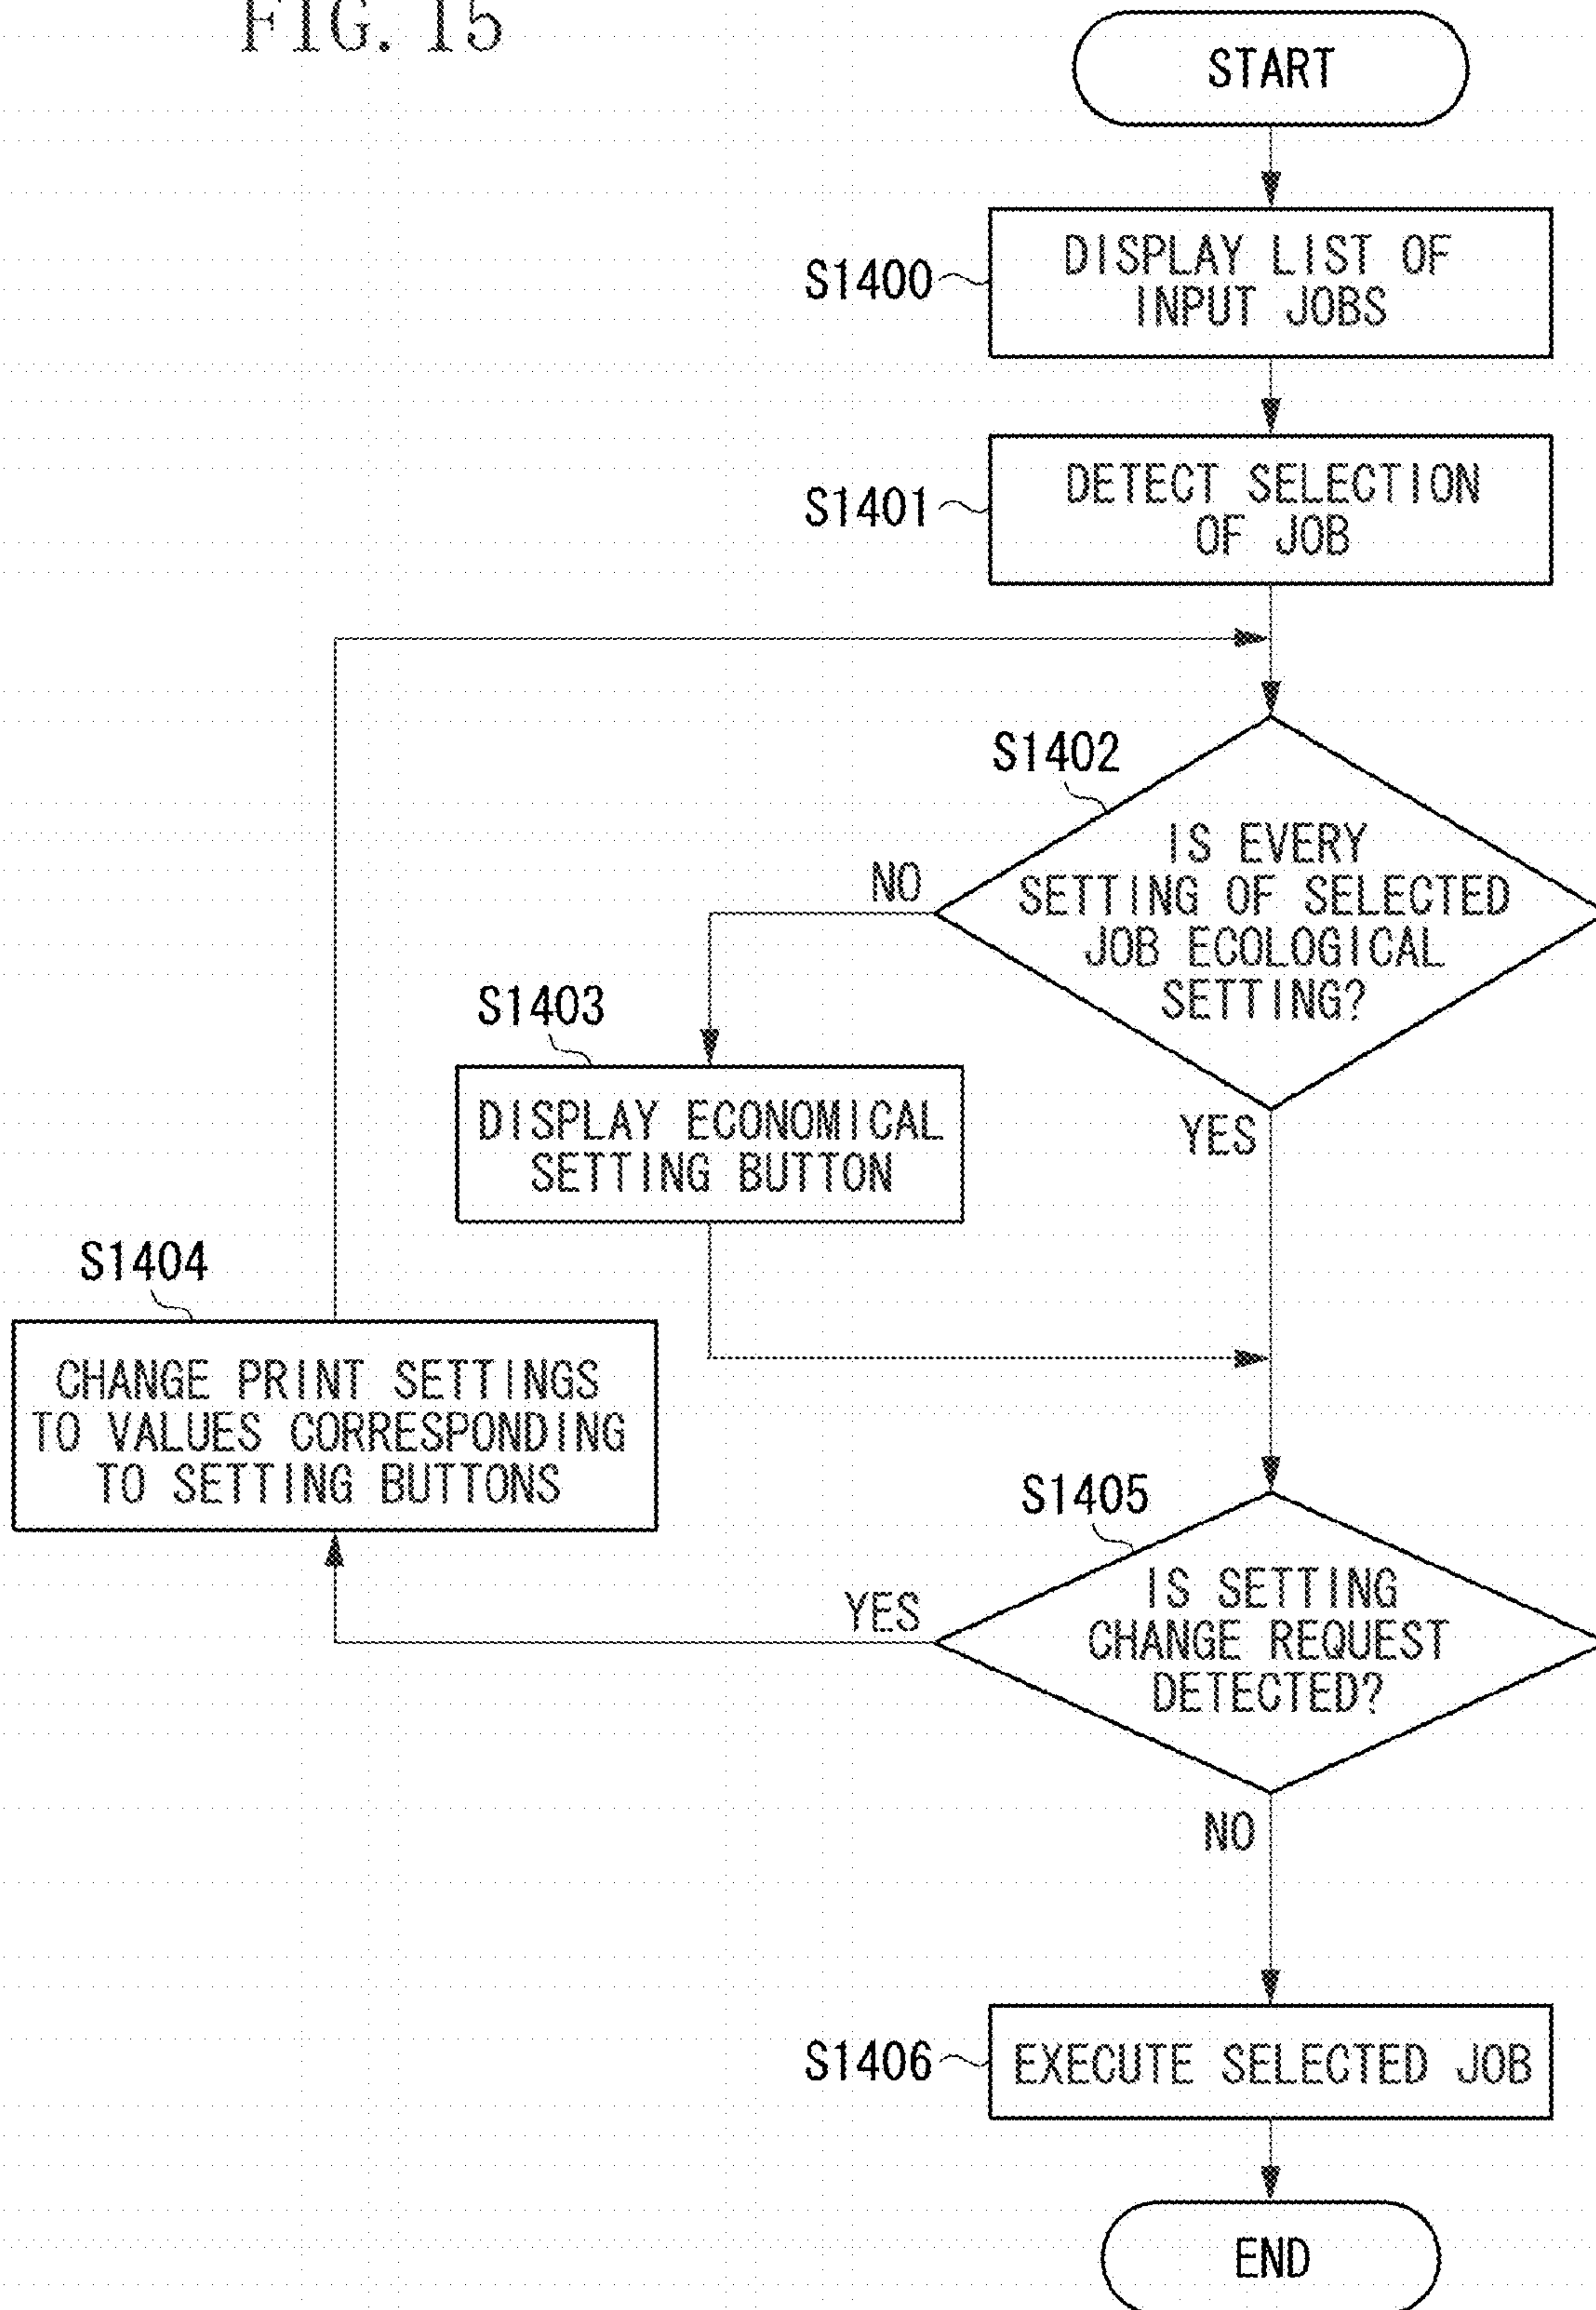 FIG. 15
START
S1400
DISPLAY LIST OF
INPUT JOBS
S1401
DETECT SELECTION
OF JOB
S1402
IS EVERY
SETTING OF SELECTED
JOB ECOLOGICAL
SETTING?
NO
YES
S1403
DISPLAY ECONOMICAL
SETTING BUTTON
S1404
CHANGE PRINT SETTINGS
TO VALUES CORRESPONDING
TO SETTING BUTTONS
S1405
IS SETTING
CHANGE REQUEST
DETECTED?
YES
NO
S1406
EXECUTE SELECTED JOB
END